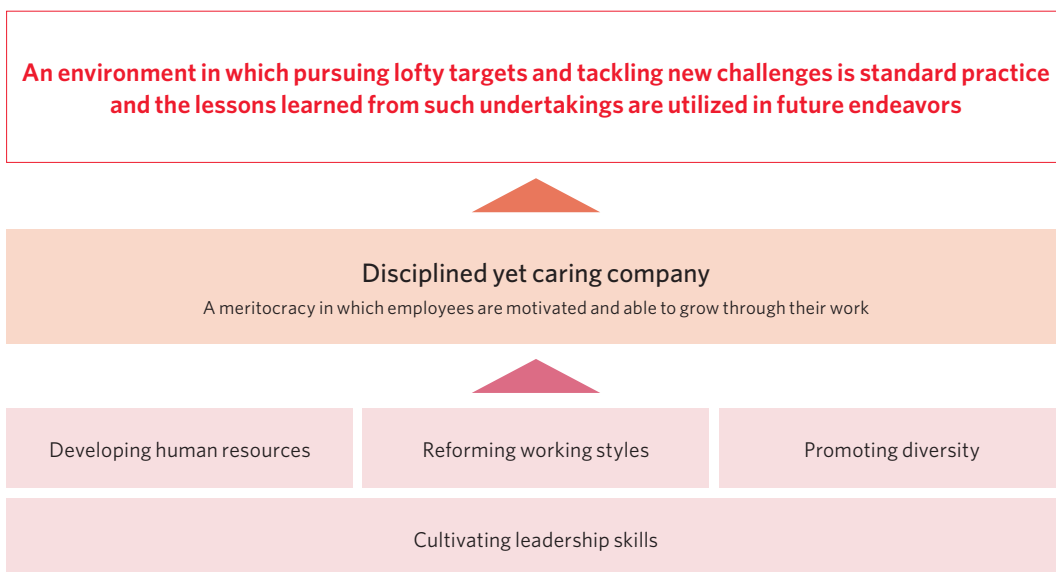 An environment in which pursuing lofty targets and tackling new challenges is standard practice
and the lessons learned from such undertakings are utilized in future endeavors
Disciplined yet caring company
A meritocracy in which employees are motivated and able to grow through their work
Developing human resources
Reforming working styles
Promoting diversity
Cultivating leadership skills